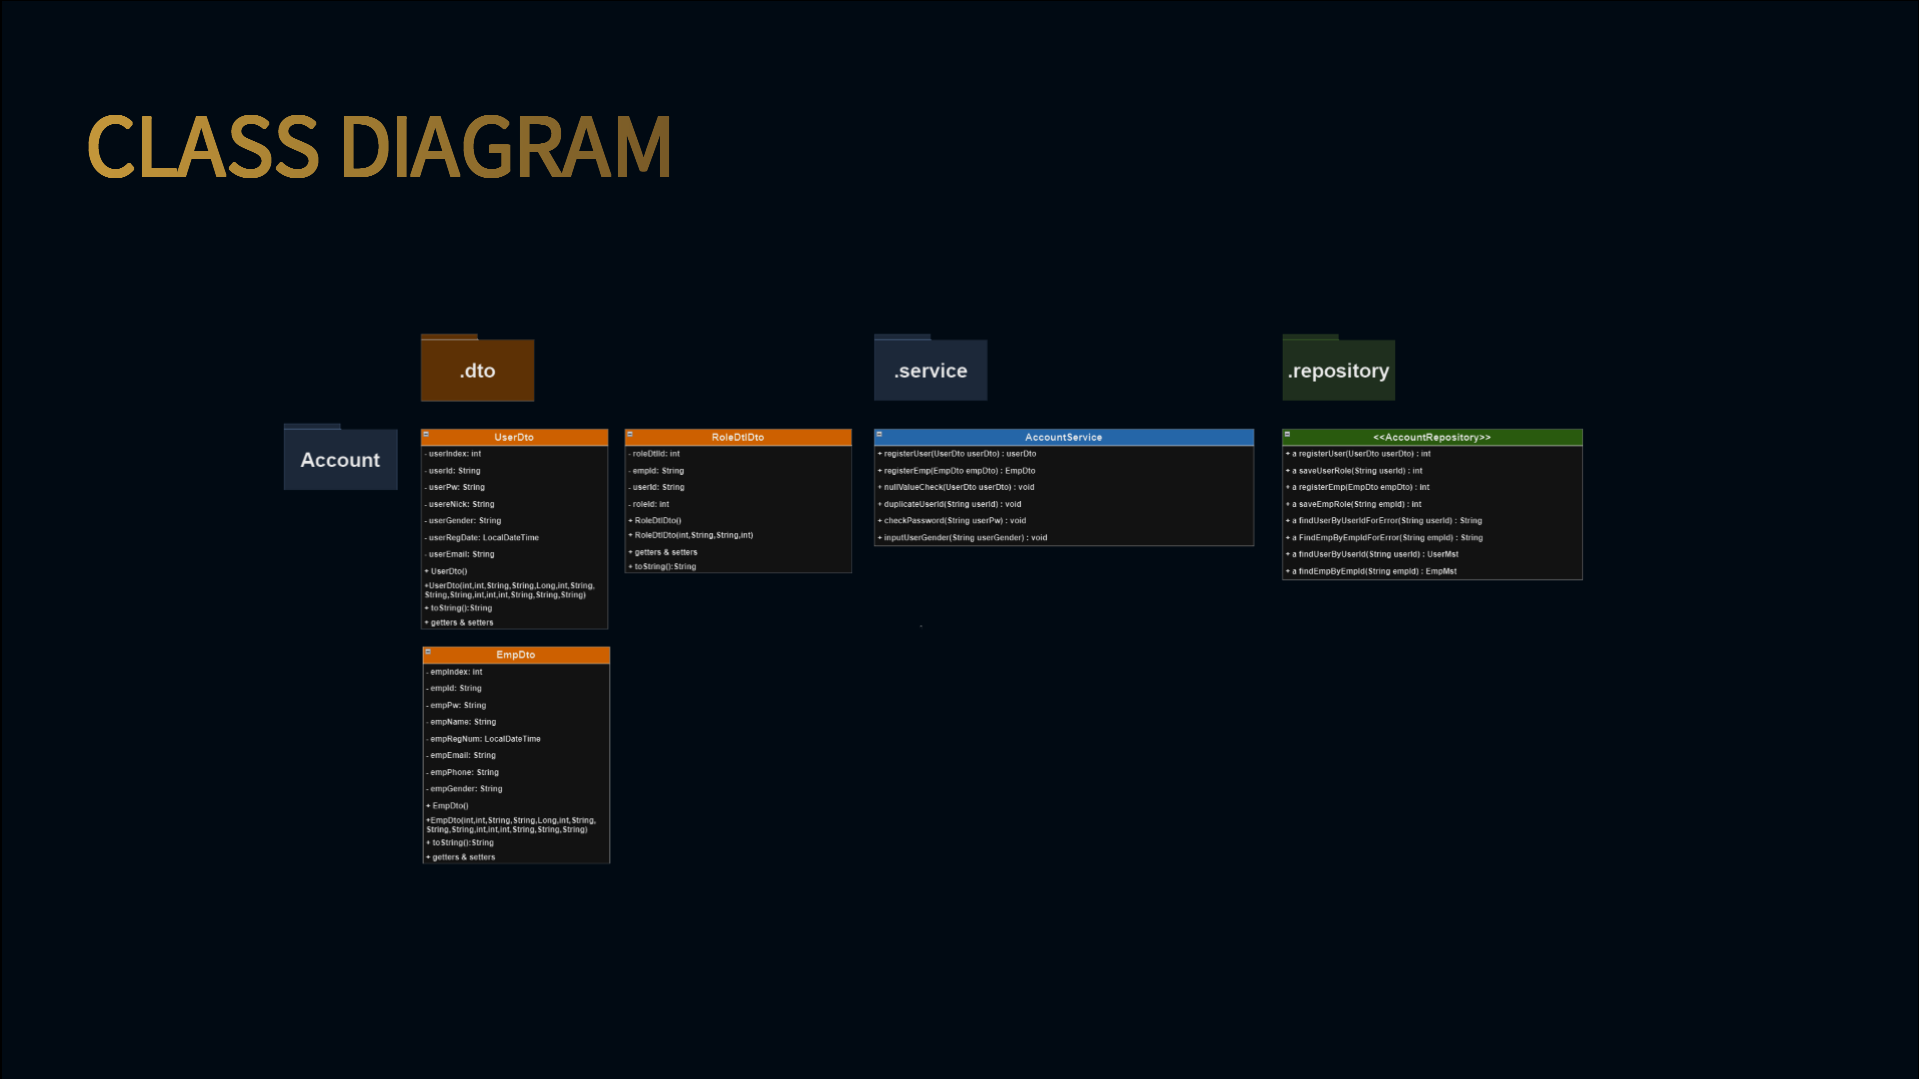 CLASS DIAGRAM
.dto
.service
.repository
Account
UserDto
- userIndex: int
- userId: String
- userPw: String
- usereNick: String
- userGender: String
- userRegDate: LocalDateTime
- userEmail: String
+ UserDto()
+UserDto(int,int,String,String,Long,int,String,
String,String,int,int,int,String,String,String)
+ toString():String
+ getters & setters
RoleDtlDto
- roleDtlId: int
- empId: String
- userId: String
- roleId: int
+ RoleDtlDto()
+ RoleDtlDto(int,String,String,int)
+ getters & setters
+ toString():String
AccountService
+ registerUser(UserDto userDto) : userDto
+ registerEmp(EmpDto empDto) : EmpDto
+ nullValueCheck(UserDto userDto) : void
+ duplicateUserId(String userId) : void
+ checkPassword(String userPw) : void
+ inputUserGender(String userGender) : void
<<AccountRepository>>
+ a registerUser(UserDto userDto) : int
+ a saveUserRole(String userId) : int
+ a registerEmp(EmpDto empDto) : int
+ a saveEmpRole(String empId) : int
+ a findUserByUserIdForError(String userId) : String
+ a FindEmpByEmpIdForError(String empId) : String
+ a findUserByUserId(String userId) : UserMst
+ a findEmpByEmpId(String empId) : EmpMst
EmpDto
- empIndex: int
- empId: String
- empPw: String
- empName: String
- empRegNum: LocalDateTime
- empEmail: String
- empPhone: String
- empGender: String
+ EmpDto()
+EmpDto(int,int,String,String,Long,int,String,
String,String,int,int,int,String,String,String)
+ toString():String
+ getters & setters